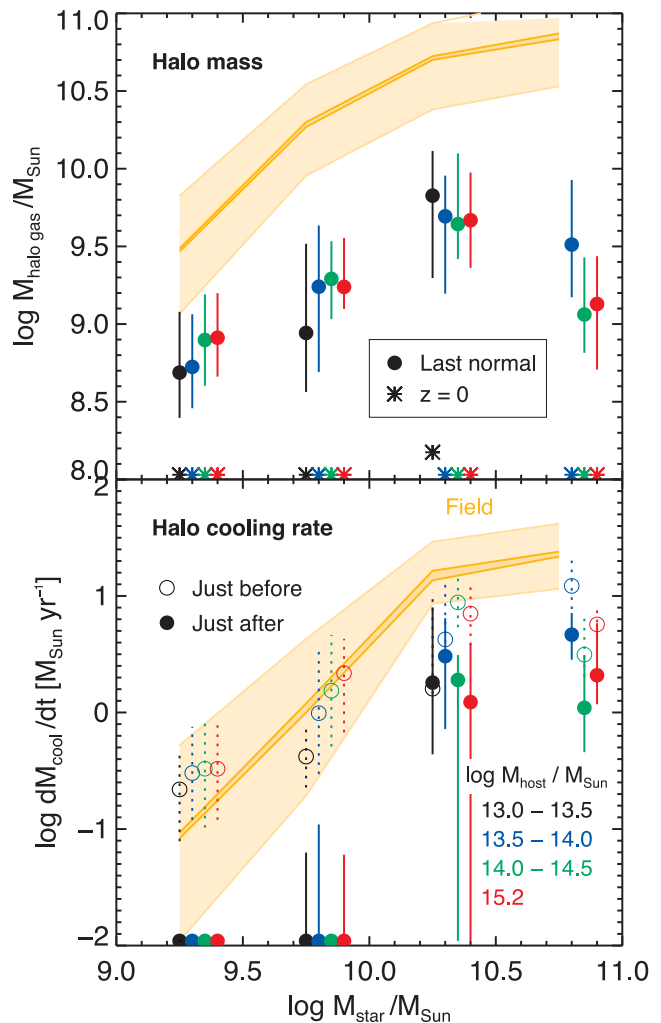 11.0
Halo mass
10.5
10.0
9.5
9.0
8.5
8.0
log M_halo gas/M_Sun
Last normal
z = 0
2
1
0
−1
−2
log dM_cool/dt [M_Sun yr⁻¹]
Field
Halo cooling rate
Just before
Just after
log M_host / M_Sun
13.0 − 13.5
13.5 − 14.0
14.0 − 14.5
15.2
9.0 9.5 10.0 10.5 11.0
log M_star/M_Sun